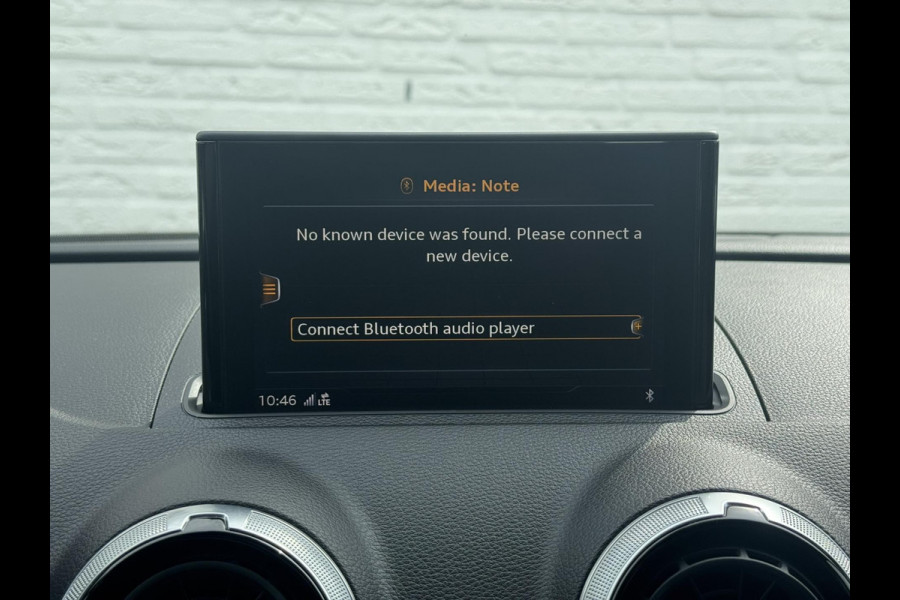 Media: Note
No known device was found. Please connect a
new device.
Connect Bluetooth audio player
10:46 LTE